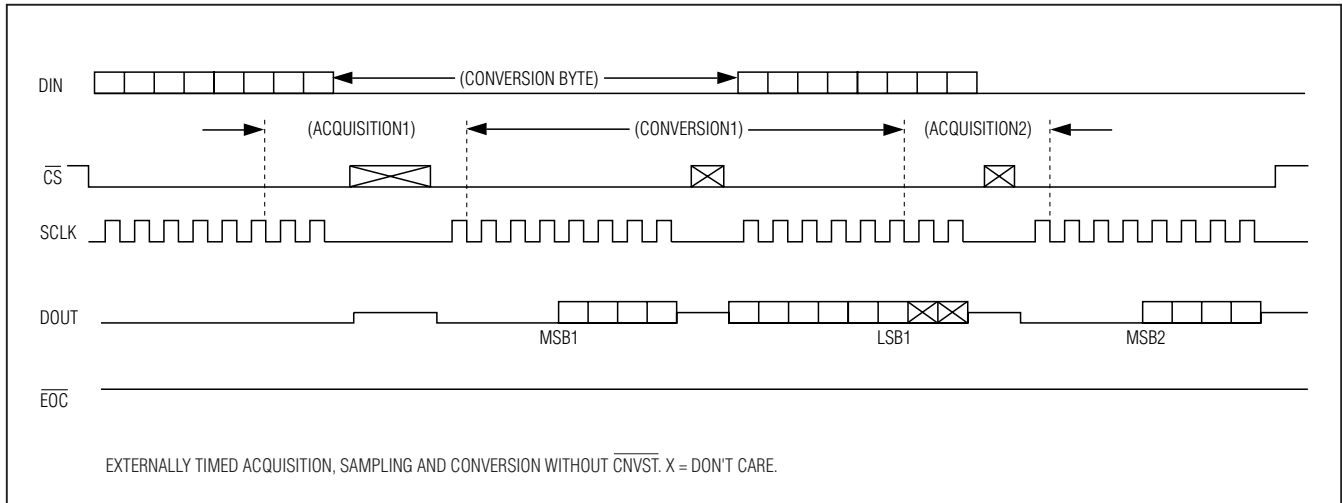 DIN
(CONVERSION BYTE)
(ACQUISITION1)
(CONVERSION1)
(ACQUISITION2)
CS
SCLK
DOUT
MSB1
LSB1
MSB2
EOC
EXTERNALLY TIMED ACQUISITION, SAMPLING AND CONVERSION WITHOUT CNVST. X = DON'T CARE.